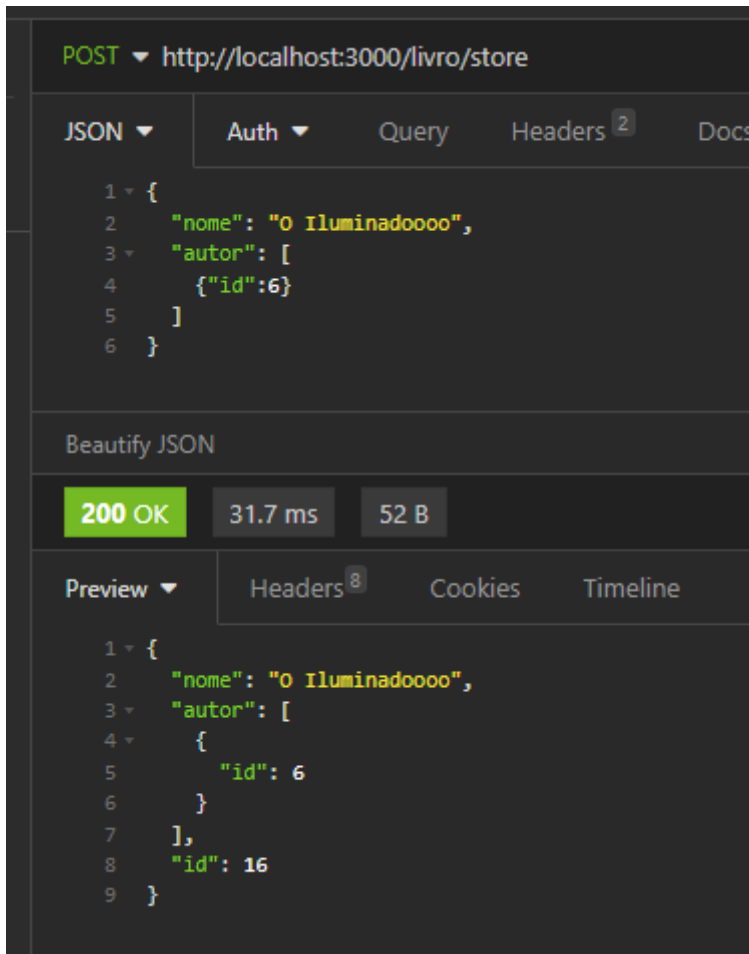 POST http://localhost:3000/livro/store
JSON Auth Query Headers 2 Docs
1 {
2 "nome": "O Iluminadoooo",
3 "autor": [
4 {"id":6}
5 ]
6 }
Beautify JSON
200 OK 31.7 ms 52 B
Preview Headers 8 Cookies Timeline
1 {
2 "nome": "O Iluminadoooo",
3 "autor": [
4 {
5 "id": 6
6 }
7 ],
8 "id": 16
9 }